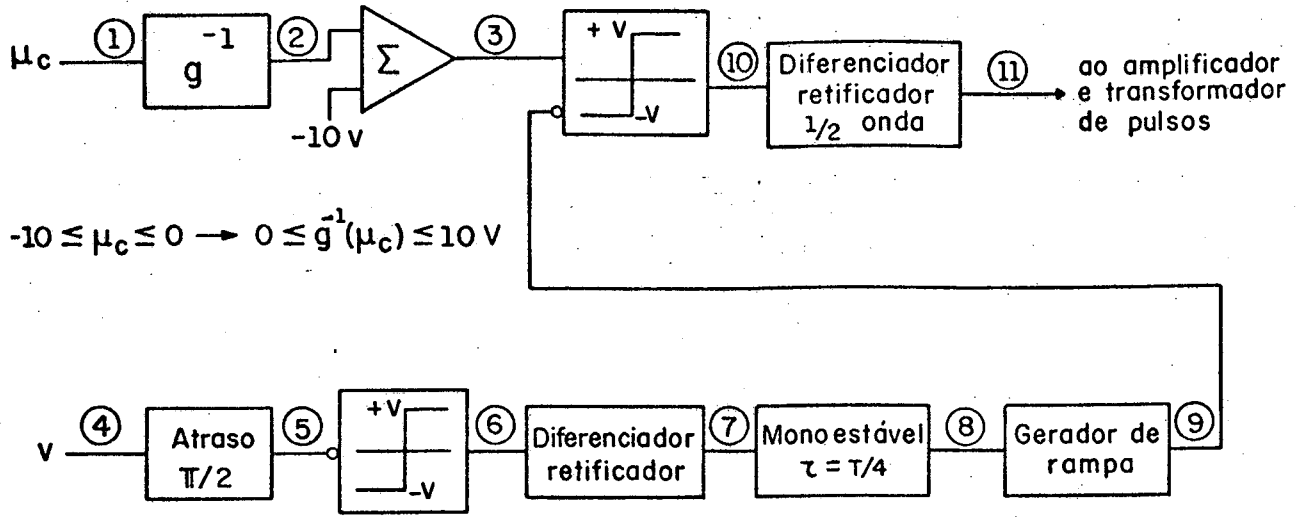 μc
①
g⁻¹
②
-10 V
Σ
③
+ V
-V
⑩
Diferenciador
retificador
1/2 onda
⑪
ao amplificador
e transformador
de pulsos
-10 ≤ μc ≤ 0 → 0 ≤ g⁻¹(μc) ≤ 10 V
v
④
Atraso
π/2
⑤
+V
-V
⑥
Diferenciador
retificador
⑦
Monoestável
τ = T/4
⑧
Gerador de
rampa
⑨